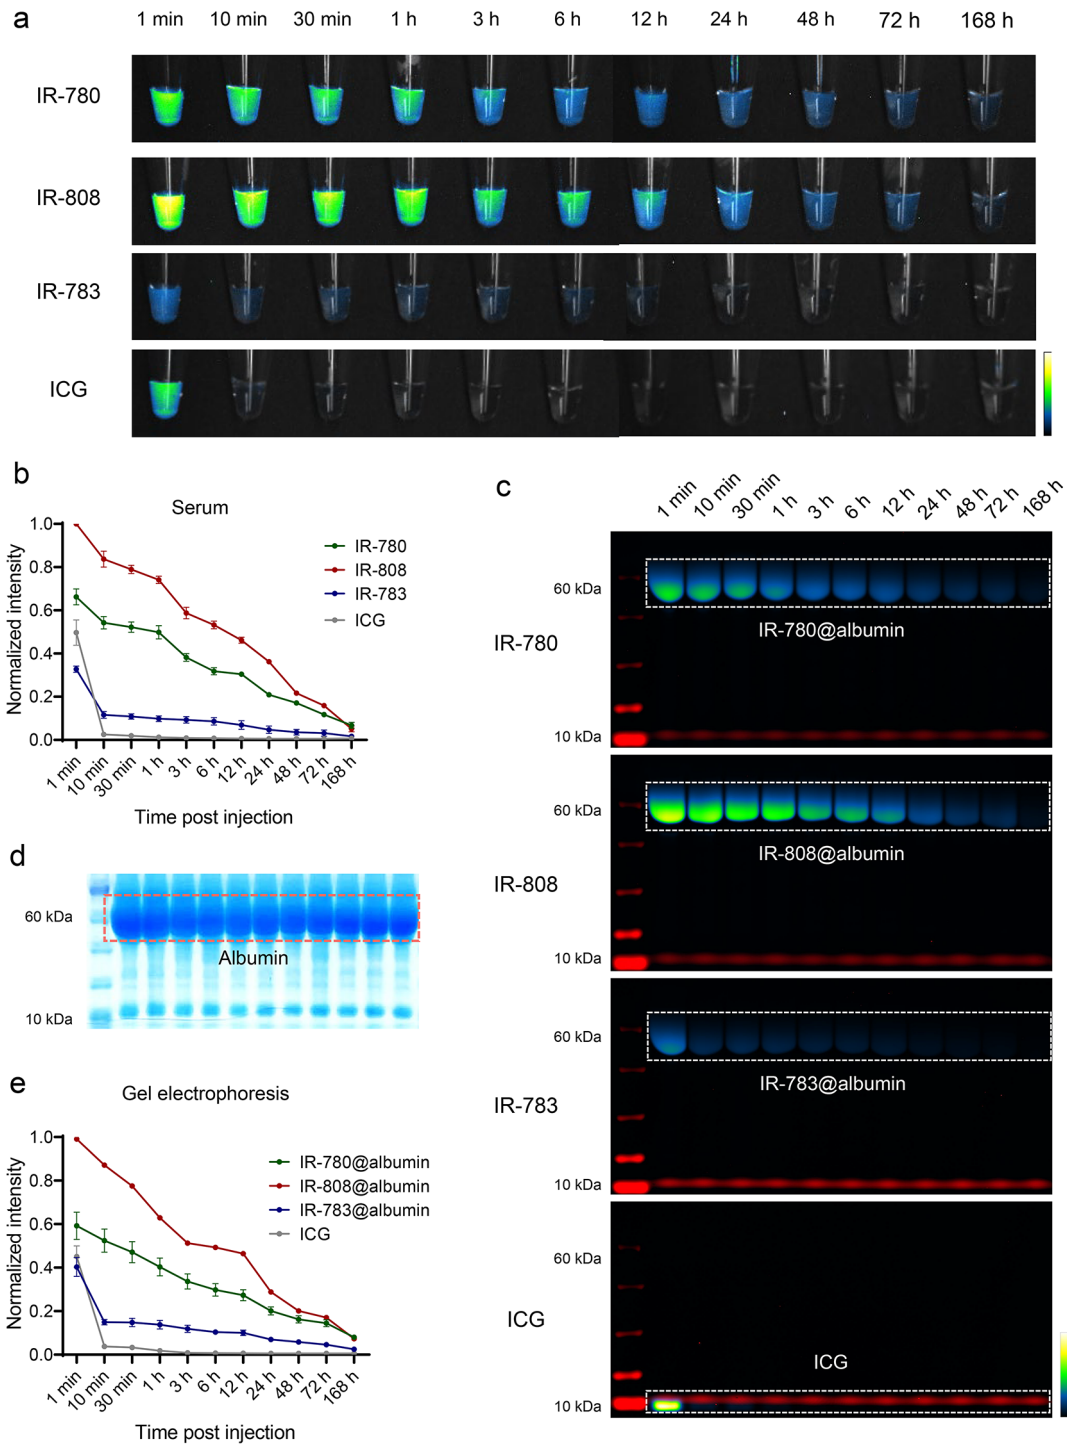 a
1 min 10 min 30 min 1 h 3 h 6 h 12 h 24 h 48 h 72 h 168 h
IR-780
IR-808
IR-783
ICG
b
Serum
Normalized intensity
1.0
0.8
0.6
0.4
0.2
0.0
IR-780
IR-808
IR-783
ICG
1 min 10 min 30 min 1 h 3 h 6 h 12 h 24 h 48 h 72 h 168 h
Time post injection
c
1 min 10 min 30 min 1 h 3 h 6 h 12 h 24 h 48 h 72 h 168 h
60 kDa
IR-780@albumin
IR-780
10 kDa
60 kDa
IR-808@albumin
IR-808
10 kDa
60 kDa
IR-783@albumin
IR-783
10 kDa
60 kDa
ICG
ICG
10 kDa
d
60 kDa
Albumin
10 kDa
e
Gel electrophoresis
Normalized intensity
1.0
0.8
0.6
0.4
0.2
0.0
IR-780@albumin
IR-808@albumin
IR-783@albumin
ICG
1 min 10 min 30 min 1 h 3 h 6 h 12 h 24 h 48 h 72 h 168 h
Time post injection